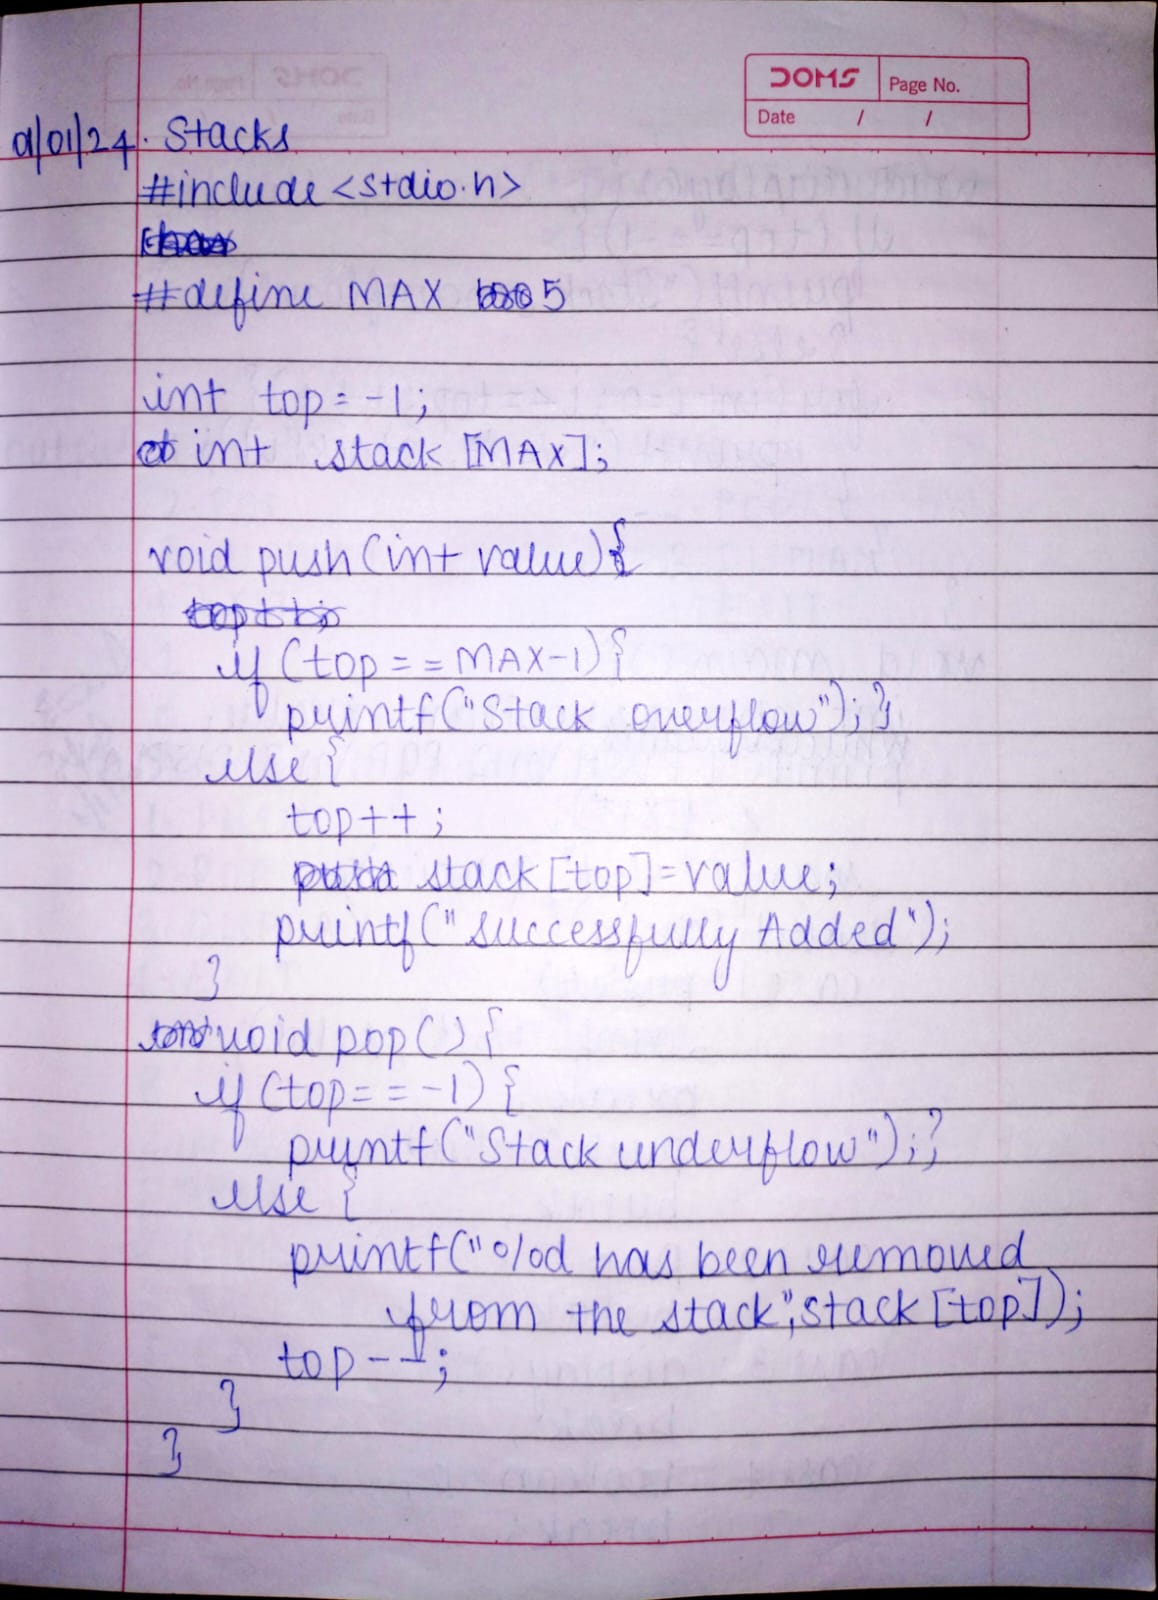 DOMS Page No.
Date / /
9/01/24. Stacks
#include <stdio.h>
#define MAX 5
int top = -1;
int stack [MAX];
void push (int value) {
top++;
if (top == MAX-1) {
printf("Stack overflow"); }
else {
top++;
stack [top] = value;
printf("successfully Added");
}
void pop () {
if (top == -1) {
printf("Stack underflow"); }
else {
printf("%d has been removed
from the stack", stack [top]);
top--;
}
}